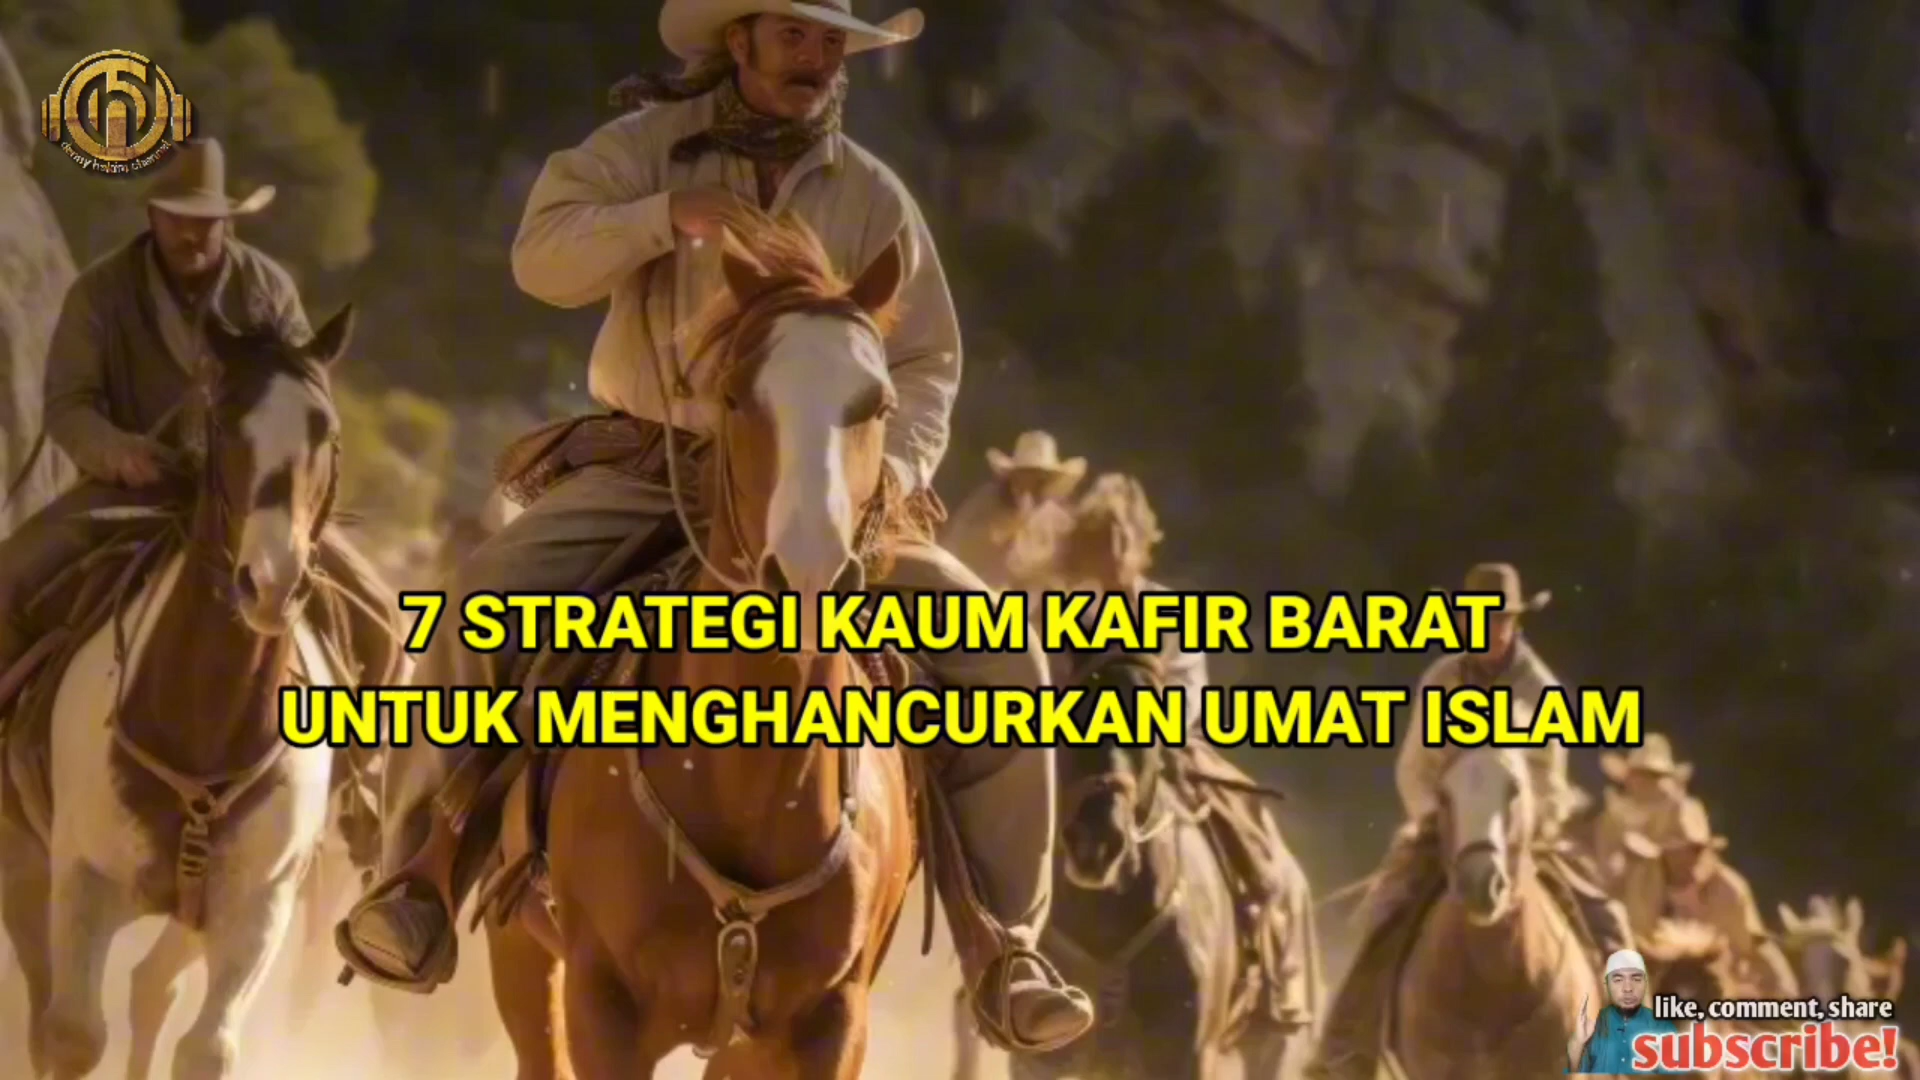 7 STRATEGI KAUM KAFIR BARAT
UNTUK MENGHANCURKAN UMAT ISLAM
like, comment, share
subscribe!